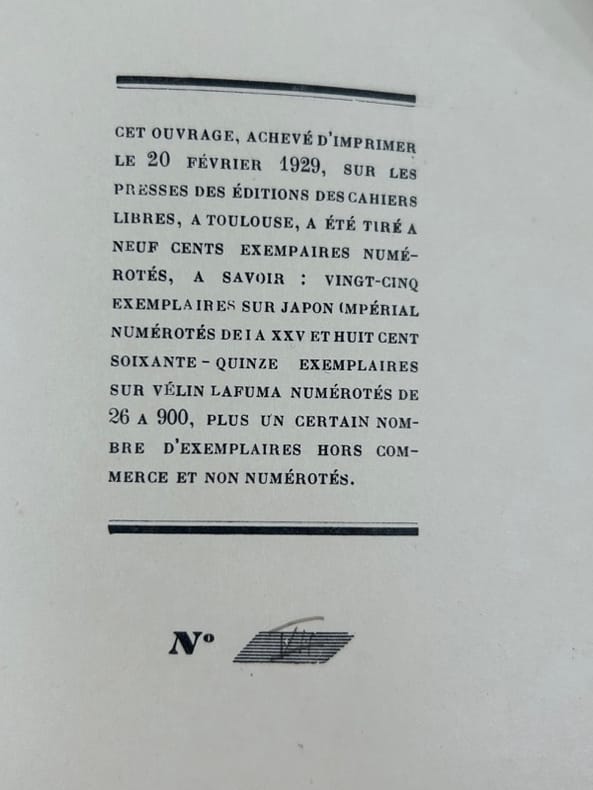 CET OUVRAGE, ACHEVÉ D'IMPRIMER
LE 20 FÉVRIER 1929, SUR LES
PRESSES DES ÉDITIONS DES CAHIERS
LIBRES, A TOULOUSE, A ÉTÉ TIRÉ A
NEUF CENTS EXEMPAIRES NUMÉ-
ROTÉS, A SAVOIR : VINGT-CINQ
EXEMPLAIRES SUR JAPON IMPÉRIAL
NUMÉROTÉS DE I A XXV ET HUIT CENT
SOIXANTE-QUINZE EXEMPLAIRES
SUR VÉLIN LAFUMA NUMÉROTÉS DE
26 A 900, PLUS UN CERTAIN NOM-
BRE D'EXEMPLAIRES HORS COM-
MERCE ET NON NUMÉROTÉS.
Nº